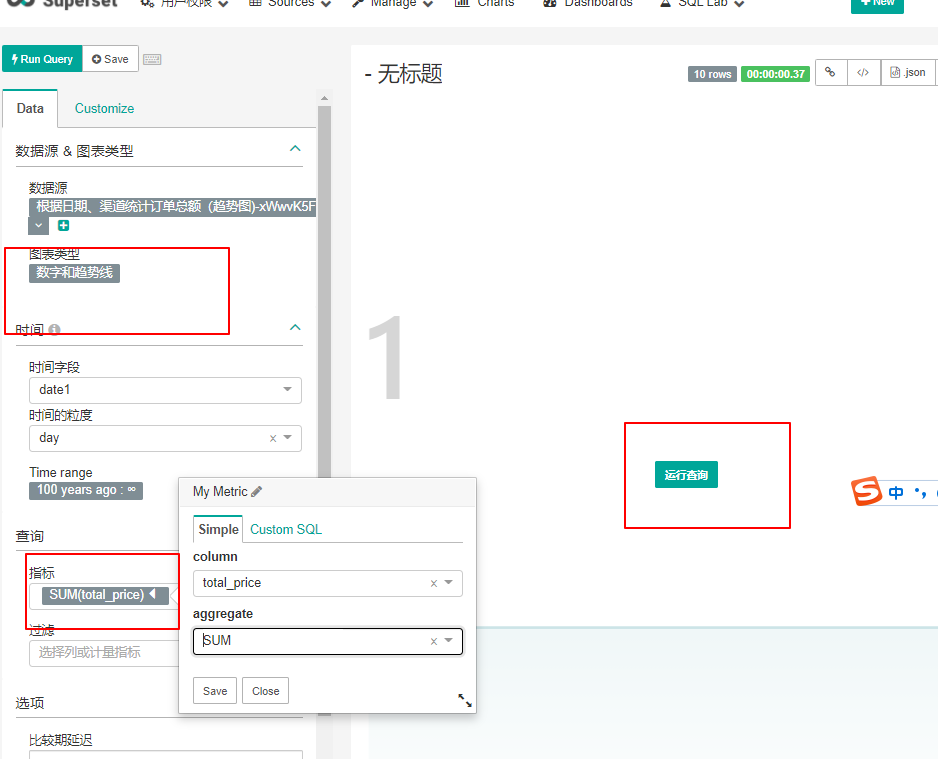 Superset 用户权限 Sources Manage Charts Dashboards SQL Lab + New
Run Query Save
- 无标题
10 rows 00:00:00.37 </> .json
Data Customize
数据源 & 图表类型
数据源
根据日期、渠道统计订单总额（趋势图)-xWwvK5F
图表类型
数字和趋势线
时间
时间字段
date1
时间的粒度
day x
Time range
100 years ago : ∞
查询
指标
SUM(total_price)
过滤
选择列或计量指标
选项
比较期延迟
My Metric
Simple Custom SQL
column
total_price x
aggregate
SUM x
Save Close
1
运行查询
S 中 •,